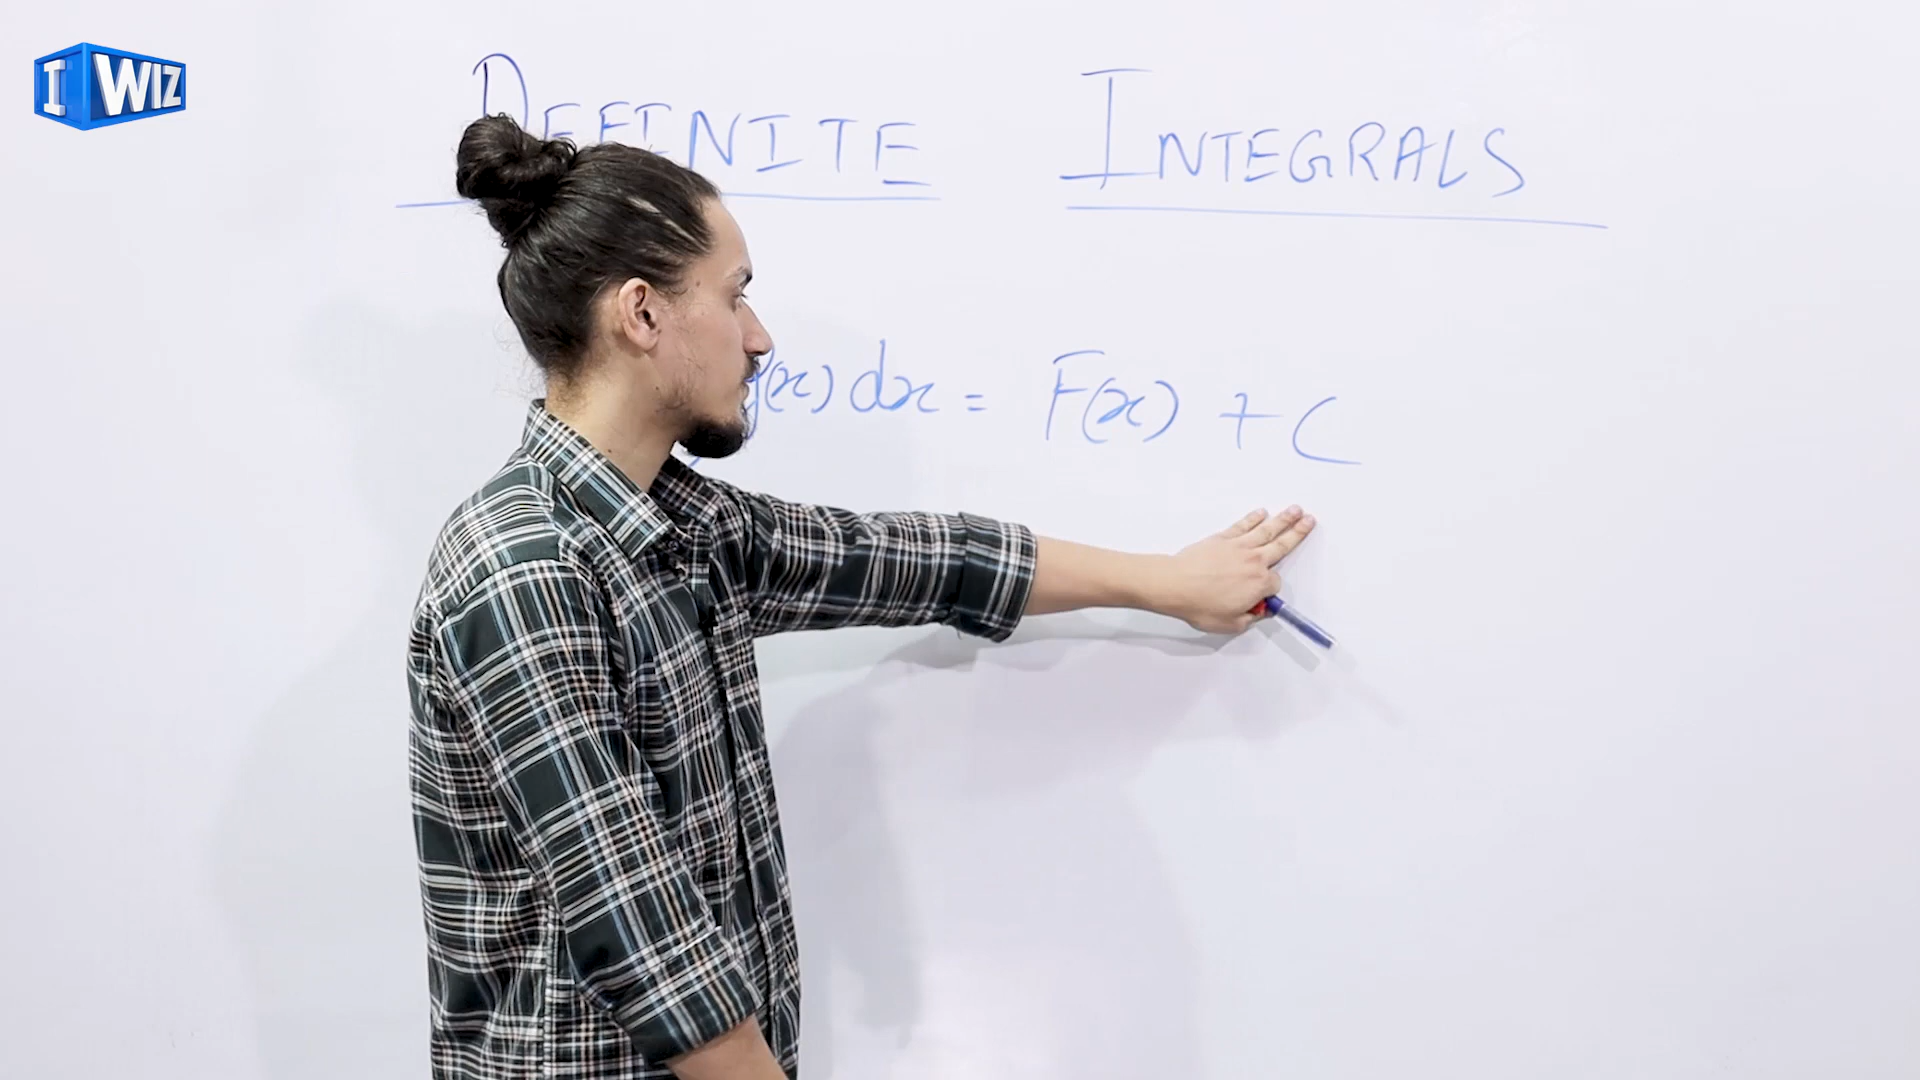 I WIZ
DEFINITE INTEGRALS
f(x) dx = F(x) + C